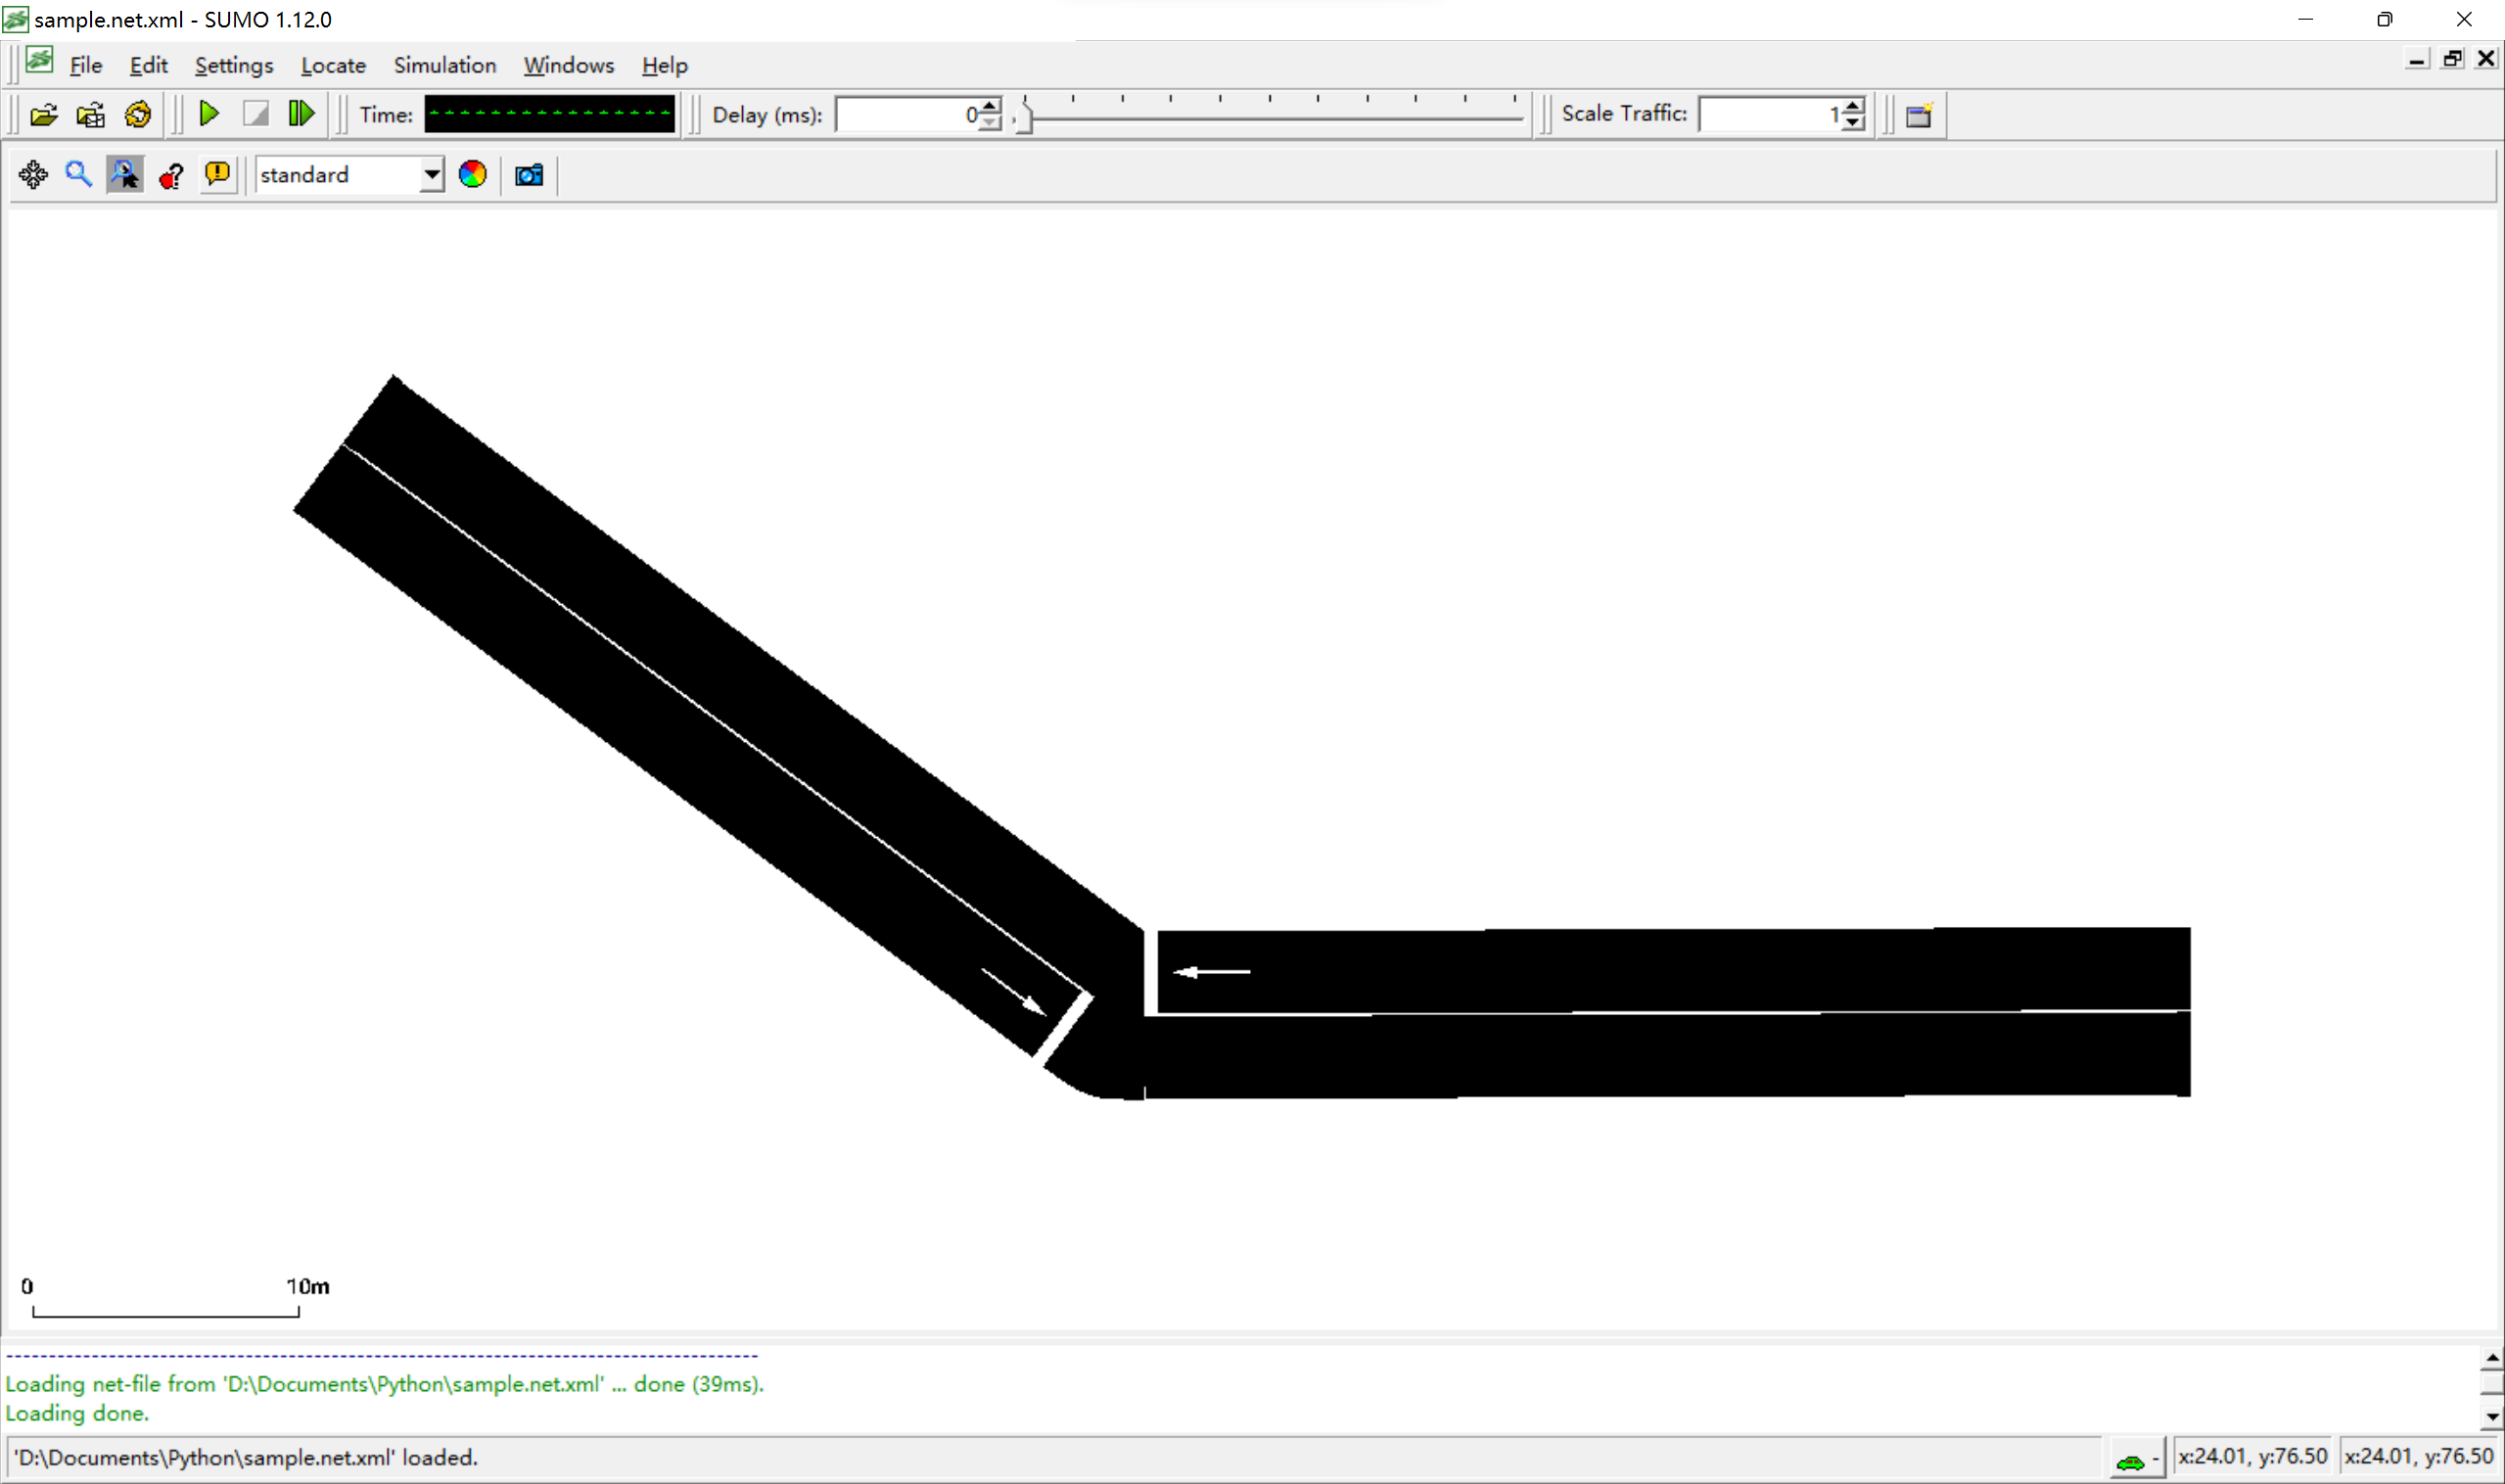 sample.net.xml - SUMO 1.12.0
File Edit Settings Locate Simulation Windows Help
Time: Delay (ms): 0 Scale Traffic: 1
standard
0 10m
Loading net-file from 'D:\Documents\Python\sample.net.xml' ... done (39ms).
Loading done.
'D:\Documents\Python\sample.net.xml' loaded. - x:24.01, y:76.50 x:24.01, y:76.50